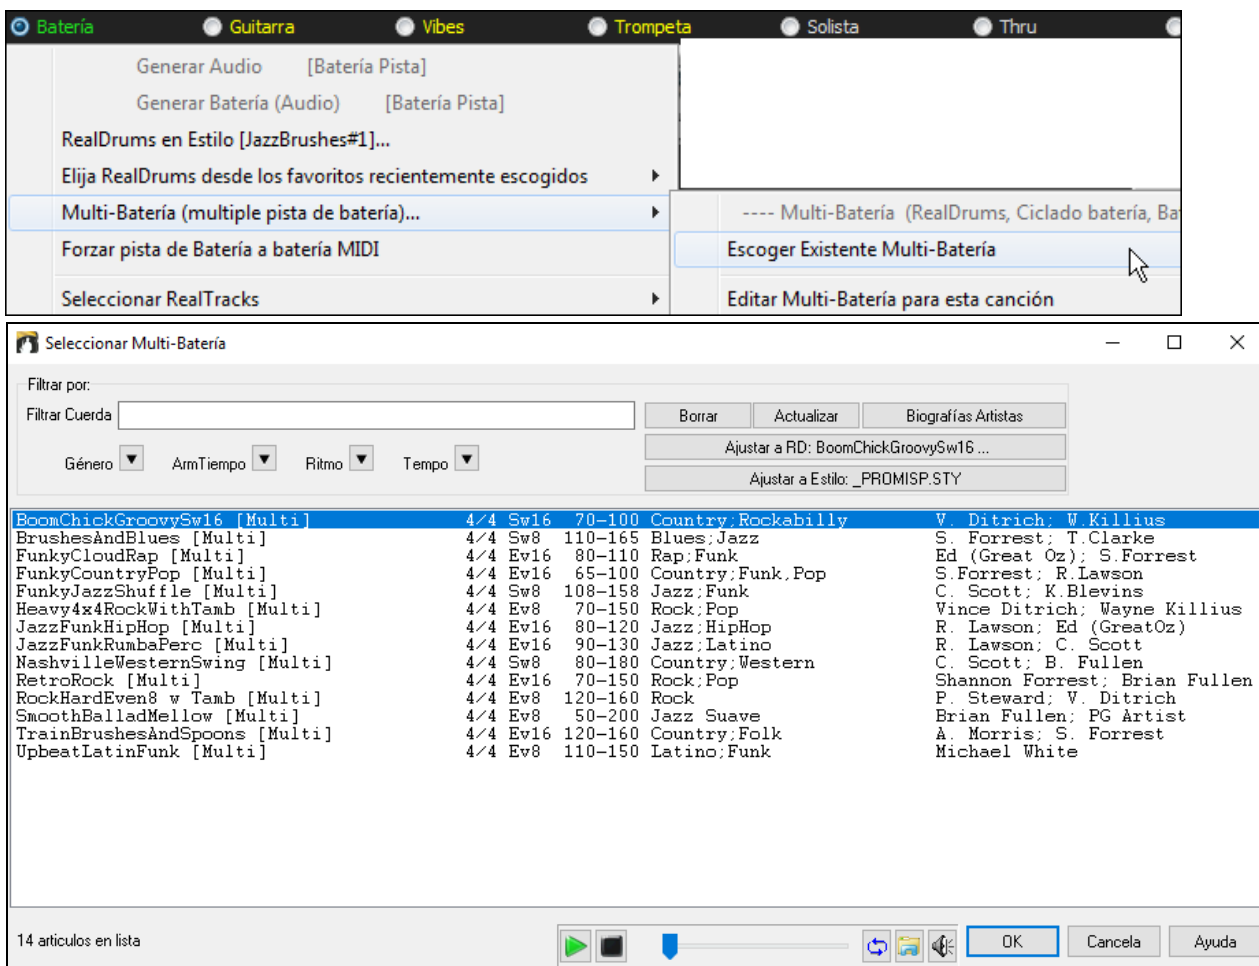 Batería Guitarra Vibes Trompeta Solista Thru
Generar Audio [Batería Pista]
Generar Batería (Audio) [Batería Pista]
RealDrums en Estilo [JazzBrushes#1]...
Elija RealDrums desde los favoritos recientemente escogidos
Multi-Batería (multiple pista de batería)... ---- Multi-Batería (RealDrums, Ciclado batería, Ba
Forzar pista de Batería a batería MIDI Escoger Existente Multi-Batería
Seleccionar RealTracks Editar Multi-Batería para esta canción
Seleccionar Multi-Batería
Filtrar por:
Filtrar Cuerda Borrar Actualizar Biografías Artistas
Ajustar a RD: BoomChickGroovySw16 ...
Género ArmTiempo Ritmo Tempo
Ajustar a Estilo: _PROMISP.STY
BoomChickGroovySw16 [Multi] 4/4 Sw16 70-100 Country;Rockabilly V. Ditrich; W.Killius
BrushesAndBlues [Multi] 4/4 Sw8 110-165 Blues;Jazz S. Forrest; T.Clarke
FunkyCloudRap [Multi] 4/4 Ev16 80-110 Rap;Funk Ed (Great Oz); S.Forrest
FunkyCountryPop [Multi] 4/4 Ev16 65-100 Country;Funk,Pop S.Forrest; R.Lawson
FunkyJazzShuffle [Multi] 4/4 Sw8 108-158 Jazz;Funk C. Scott; K.Blevins
Heavy4x4RockWithTamb [Multi] 4/4 Ev8 70-150 Rock;Pop Vince Ditrich; Wayne Killius
JazzFunkHipHop [Multi] 4/4 Ev16 80-120 Jazz;HipHop R. Lawson; Ed (GreatOz)
JazzFunkRumbaPerc [Multi] 4/4 Ev16 90-130 Jazz;Latino R. Lawson; C. Scott
NashvilleWesternSwing [Multi] 4/4 Sw8 80-180 Country;Western C. Scott; B. Fullen
RetroRock [Multi] 4/4 Ev16 70-150 Rock;Pop Shannon Forrest; Brian Fullen
RockHardEven8 w Tamb [Multi] 4/4 Ev8 120-160 Rock P. Steward; V. Ditrich
SmoothBalladMellow [Multi] 4/4 Ev8 50-200 Jazz Suave Brian Fullen; PG Artist
TrainBrushesAndSpoons [Multi] 4/4 Ev16 120-160 Country;Folk A. Morris; S. Forrest
UpbeatLatinFunk [Multi] 4/4 Ev8 110-150 Latino;Funk Michael White
14 articulos en lista OK Cancela Ayuda